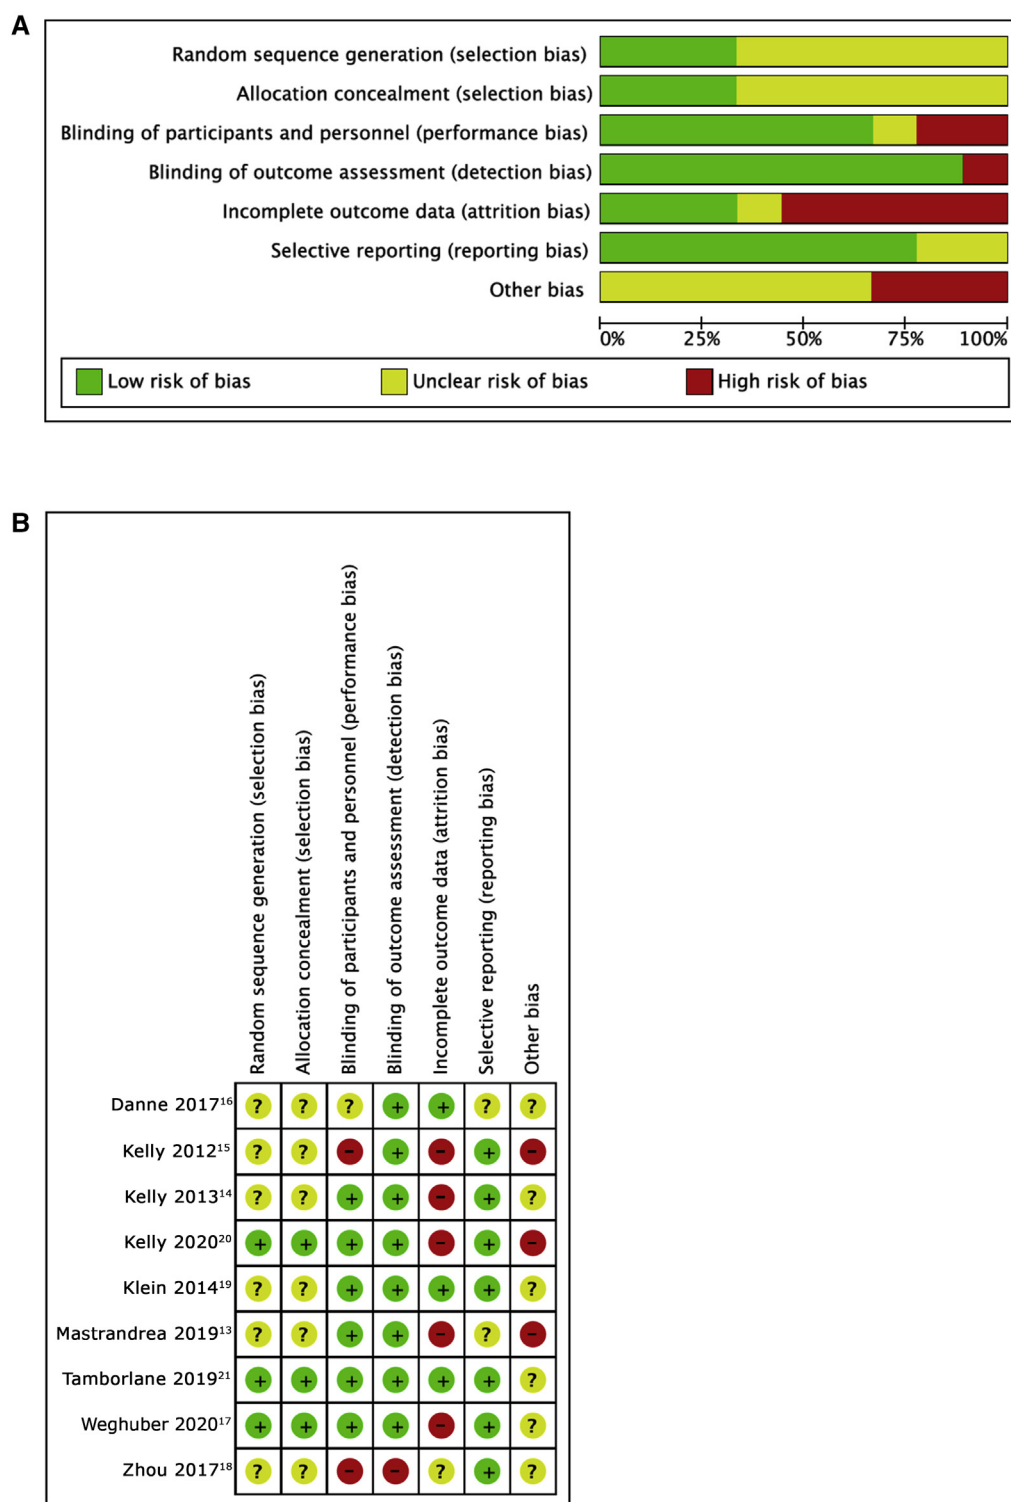 A
Random sequence generation (selection bias)
Allocation concealment (selection bias)
Blinding of participants and personnel (performance bias)
Blinding of outcome assessment (detection bias)
Incomplete outcome data (attrition bias)
Selective reporting (reporting bias)
Other bias
0% 25% 50% 75% 100%
Low risk of bias Unclear risk of bias High risk of bias
B
Random sequence generation (selection bias)
Allocation concealment (selection bias)
Blinding of participants and personnel (performance bias)
Blinding of outcome assessment (detection bias)
Incomplete outcome data (attrition bias)
Selective reporting (reporting bias)
Other bias
Danne 2017¹⁶ ? ? ? + + ? ?
Kelly 2012¹⁵ ? ? - + - + -
Kelly 2013¹⁴ ? ? + + - + ?
Kelly 2020²⁰ + + + + - + -
Klein 2014¹⁹ ? ? + + + + ?
Mastrandrea 2019¹³ ? ? + + - ? -
Tamborlane 2019²¹ + + + + + + ?
Weghuber 2020¹⁷ + + + + - + ?
Zhou 2017¹⁸ ? ? - - ? + ?